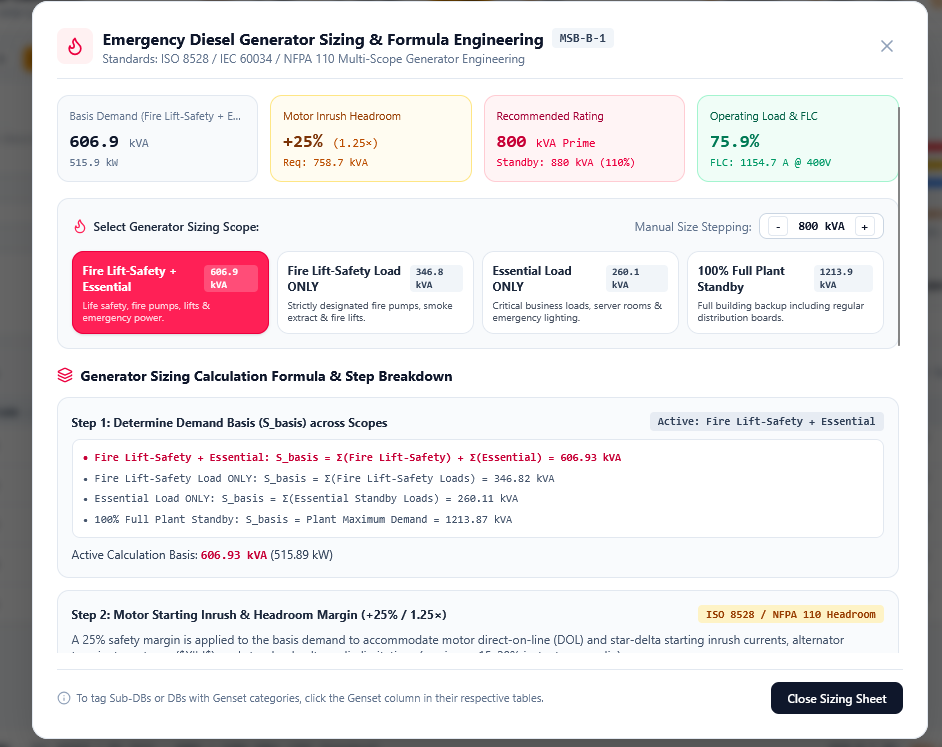 Emergency Diesel Generator Sizing & Formula Engineering MSB-B-1
Standards: ISO 8528 / IEC 60034 / NFPA 110 Multi-Scope Generator Engineering
Basis Demand (Fire Lift-Safety + E...
606.9 kVA
515.9 kW
Motor Inrush Headroom
+25% (1.25×)
Req: 758.7 kVA
Recommended Rating
800 kVA Prime
Standby: 880 kVA (110%)
Operating Load & FLC
75.9%
FLC: 1154.7 A @ 400V
Select Generator Sizing Scope:
Manual Size Stepping: - 800 kVA +
Fire Lift-Safety +
Essential
606.9
kVA
Life safety, fire pumps, lifts &
emergency power.
Fire Lift-Safety Load
ONLY
346.8
kVA
Strictly designated fire pumps, smoke
extract & fire lifts.
Essential Load
ONLY
260.1
kVA
Critical business loads, server rooms &
emergency lighting.
100% Full Plant
Standby
1213.9
kVA
Full building backup including regular
distribution boards.
Generator Sizing Calculation Formula & Step Breakdown
Step 1: Determine Demand Basis (S_basis) across Scopes
Active: Fire Lift-Safety + Essential
• Fire Lift-Safety + Essential: S_basis = Σ(Fire Lift-Safety) + Σ(Essential) = 606.93 kVA
• Fire Lift-Safety Load ONLY: S_basis = Σ(Fire Lift-Safety Loads) = 346.82 kVA
• Essential Load ONLY: S_basis = Σ(Essential Standby Loads) = 260.11 kVA
• 100% Full Plant Standby: S_basis = Plant Maximum Demand = 1213.87 kVA
Active Calculation Basis: 606.93 kVA (515.89 kW)
Step 2: Motor Starting Inrush & Headroom Margin (+25% / 1.25×)
ISO 8528 / NFPA 110 Headroom
A 25% safety margin is applied to the basis demand to accommodate motor direct-on-line (DOL) and star-delta starting inrush currents, alternator
To tag Sub-DBs or DBs with Genset categories, click the Genset column in their respective tables.
Close Sizing Sheet